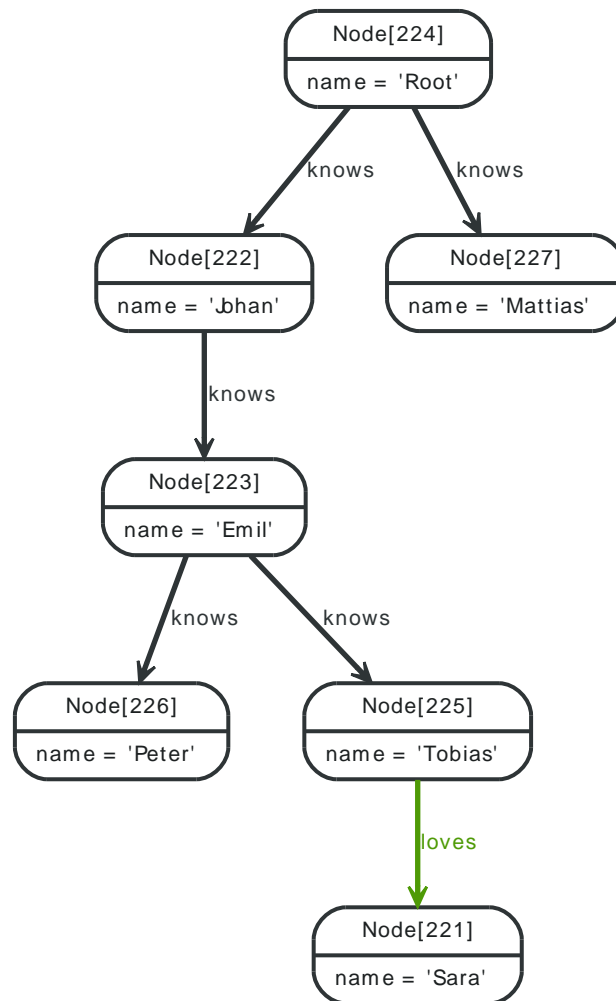 Node[224]
name = 'Root'
knows
knows
Node[222]
name = 'Johan'
Node[227]
name = 'Mattias'
knows
Node[223]
name = 'Emil'
knows
knows
Node[226]
name = 'Peter'
Node[225]
name = 'Tobias'
loves
Node[221]
name = 'Sara'